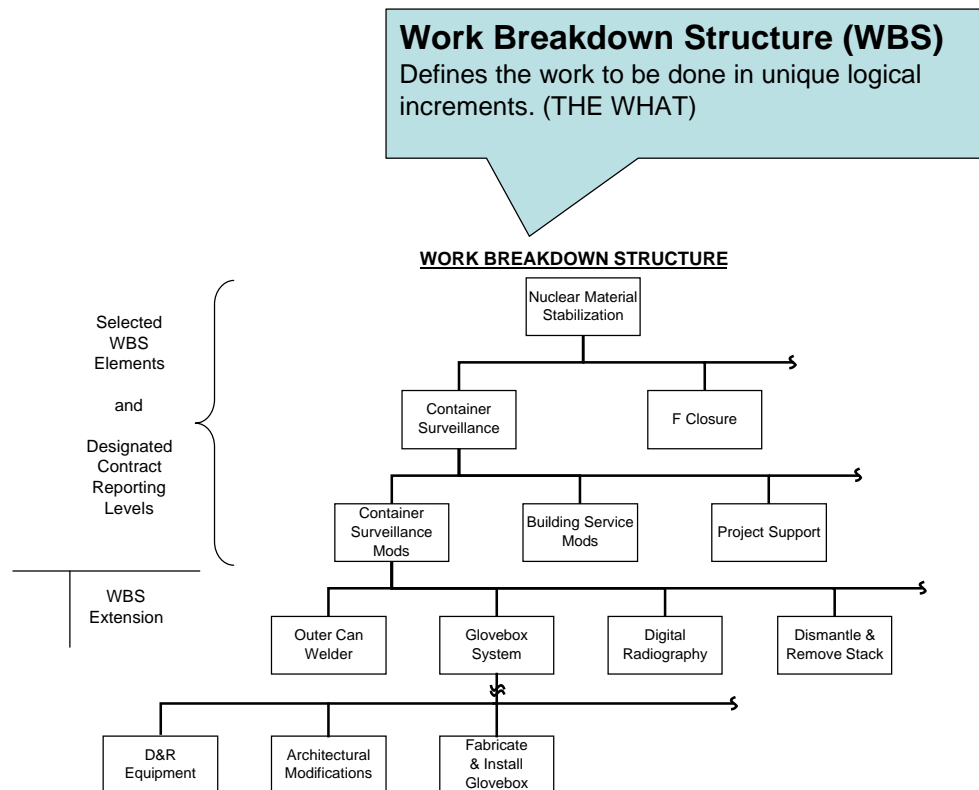 Work Breakdown Structure (WBS)
Defines the work to be done in unique logical
increments. (THE WHAT)
WORK BREAKDOWN STRUCTURE
Nuclear Material
Stabilization
Selected
WBS
Elements
and
Designated
Contract
Reporting
Levels
Container
Surveillance
F Closure
Container
Surveillance
Mods
Building Service
Mods
Project Support
WBS
Extension
Outer Can
Welder
Glovebox
System
Digital
Radiography
Dismantle &
Remove Stack
D&R
Equipment
Architectural
Modifications
Fabricate
& Install
Glovebox